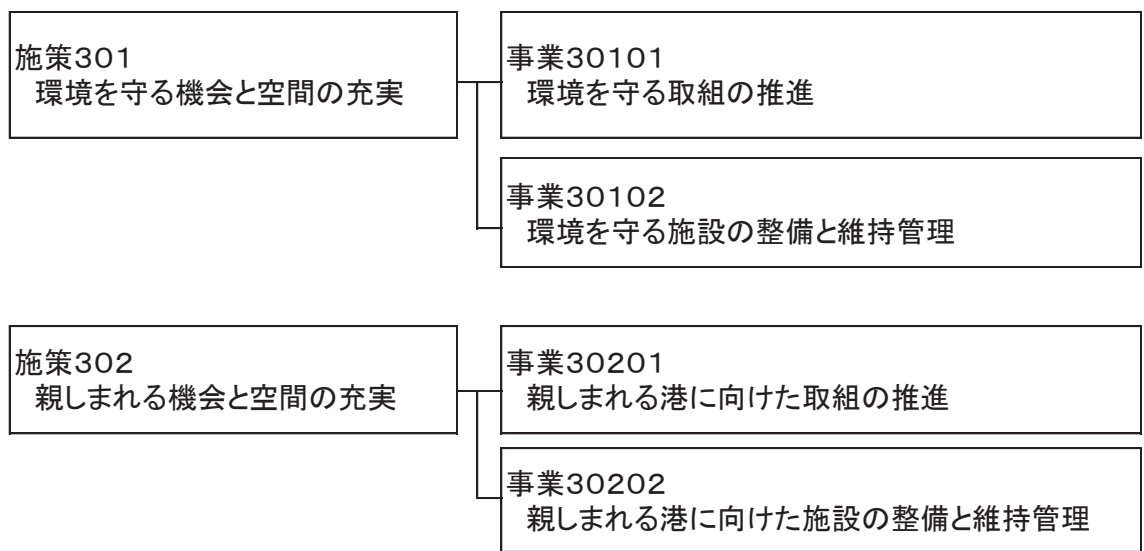 施策301
環境を守る機会と空間の充実
事業30101
環境を守る取組の推進
事業30102
環境を守る施設の整備と維持管理
施策302
親しまれる機会と空間の充実
事業30201
親しまれる港に向けた取組の推進
事業30202
親しまれる港に向けた施設の整備と維持管理